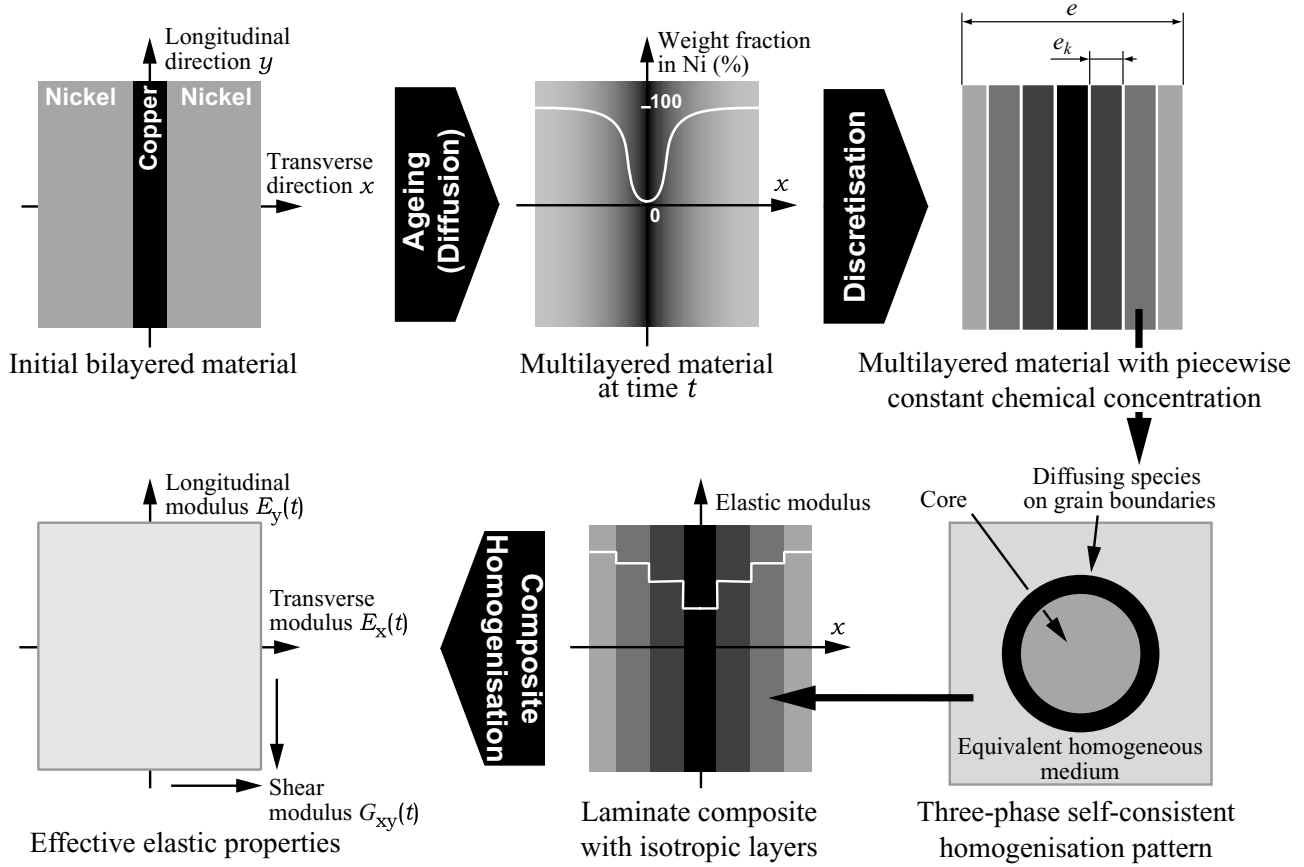 Longitudinal
direction y
Nickel
Copper
Nickel
Transverse
direction x
Initial bilayered material
Ageing
(Diffusion)
Weight fraction
in Ni (%)
100
x
0
Multilayered material
at time t
Discretisation
e
e_k
Multilayered material with piecewise
constant chemical concentration
Longitudinal
modulus E_y(t)
Transverse
modulus E_x(t)
Shear
modulus G_xy(t)
Effective elastic properties
Composite
Homogenisation
Elastic modulus
x
Laminate composite
with isotropic layers
Diffusing species
on grain boundaries
Core
Equivalent homogeneous
medium
Three-phase self-consistent
homogenisation pattern